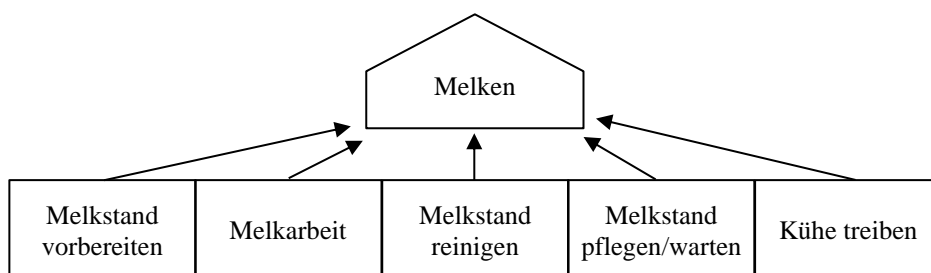 Melken
Melkstand
vorbereiten
Melkarbeit
Melkstand
reinigen
Melkstand
pflegen/warten
Kühe treiben